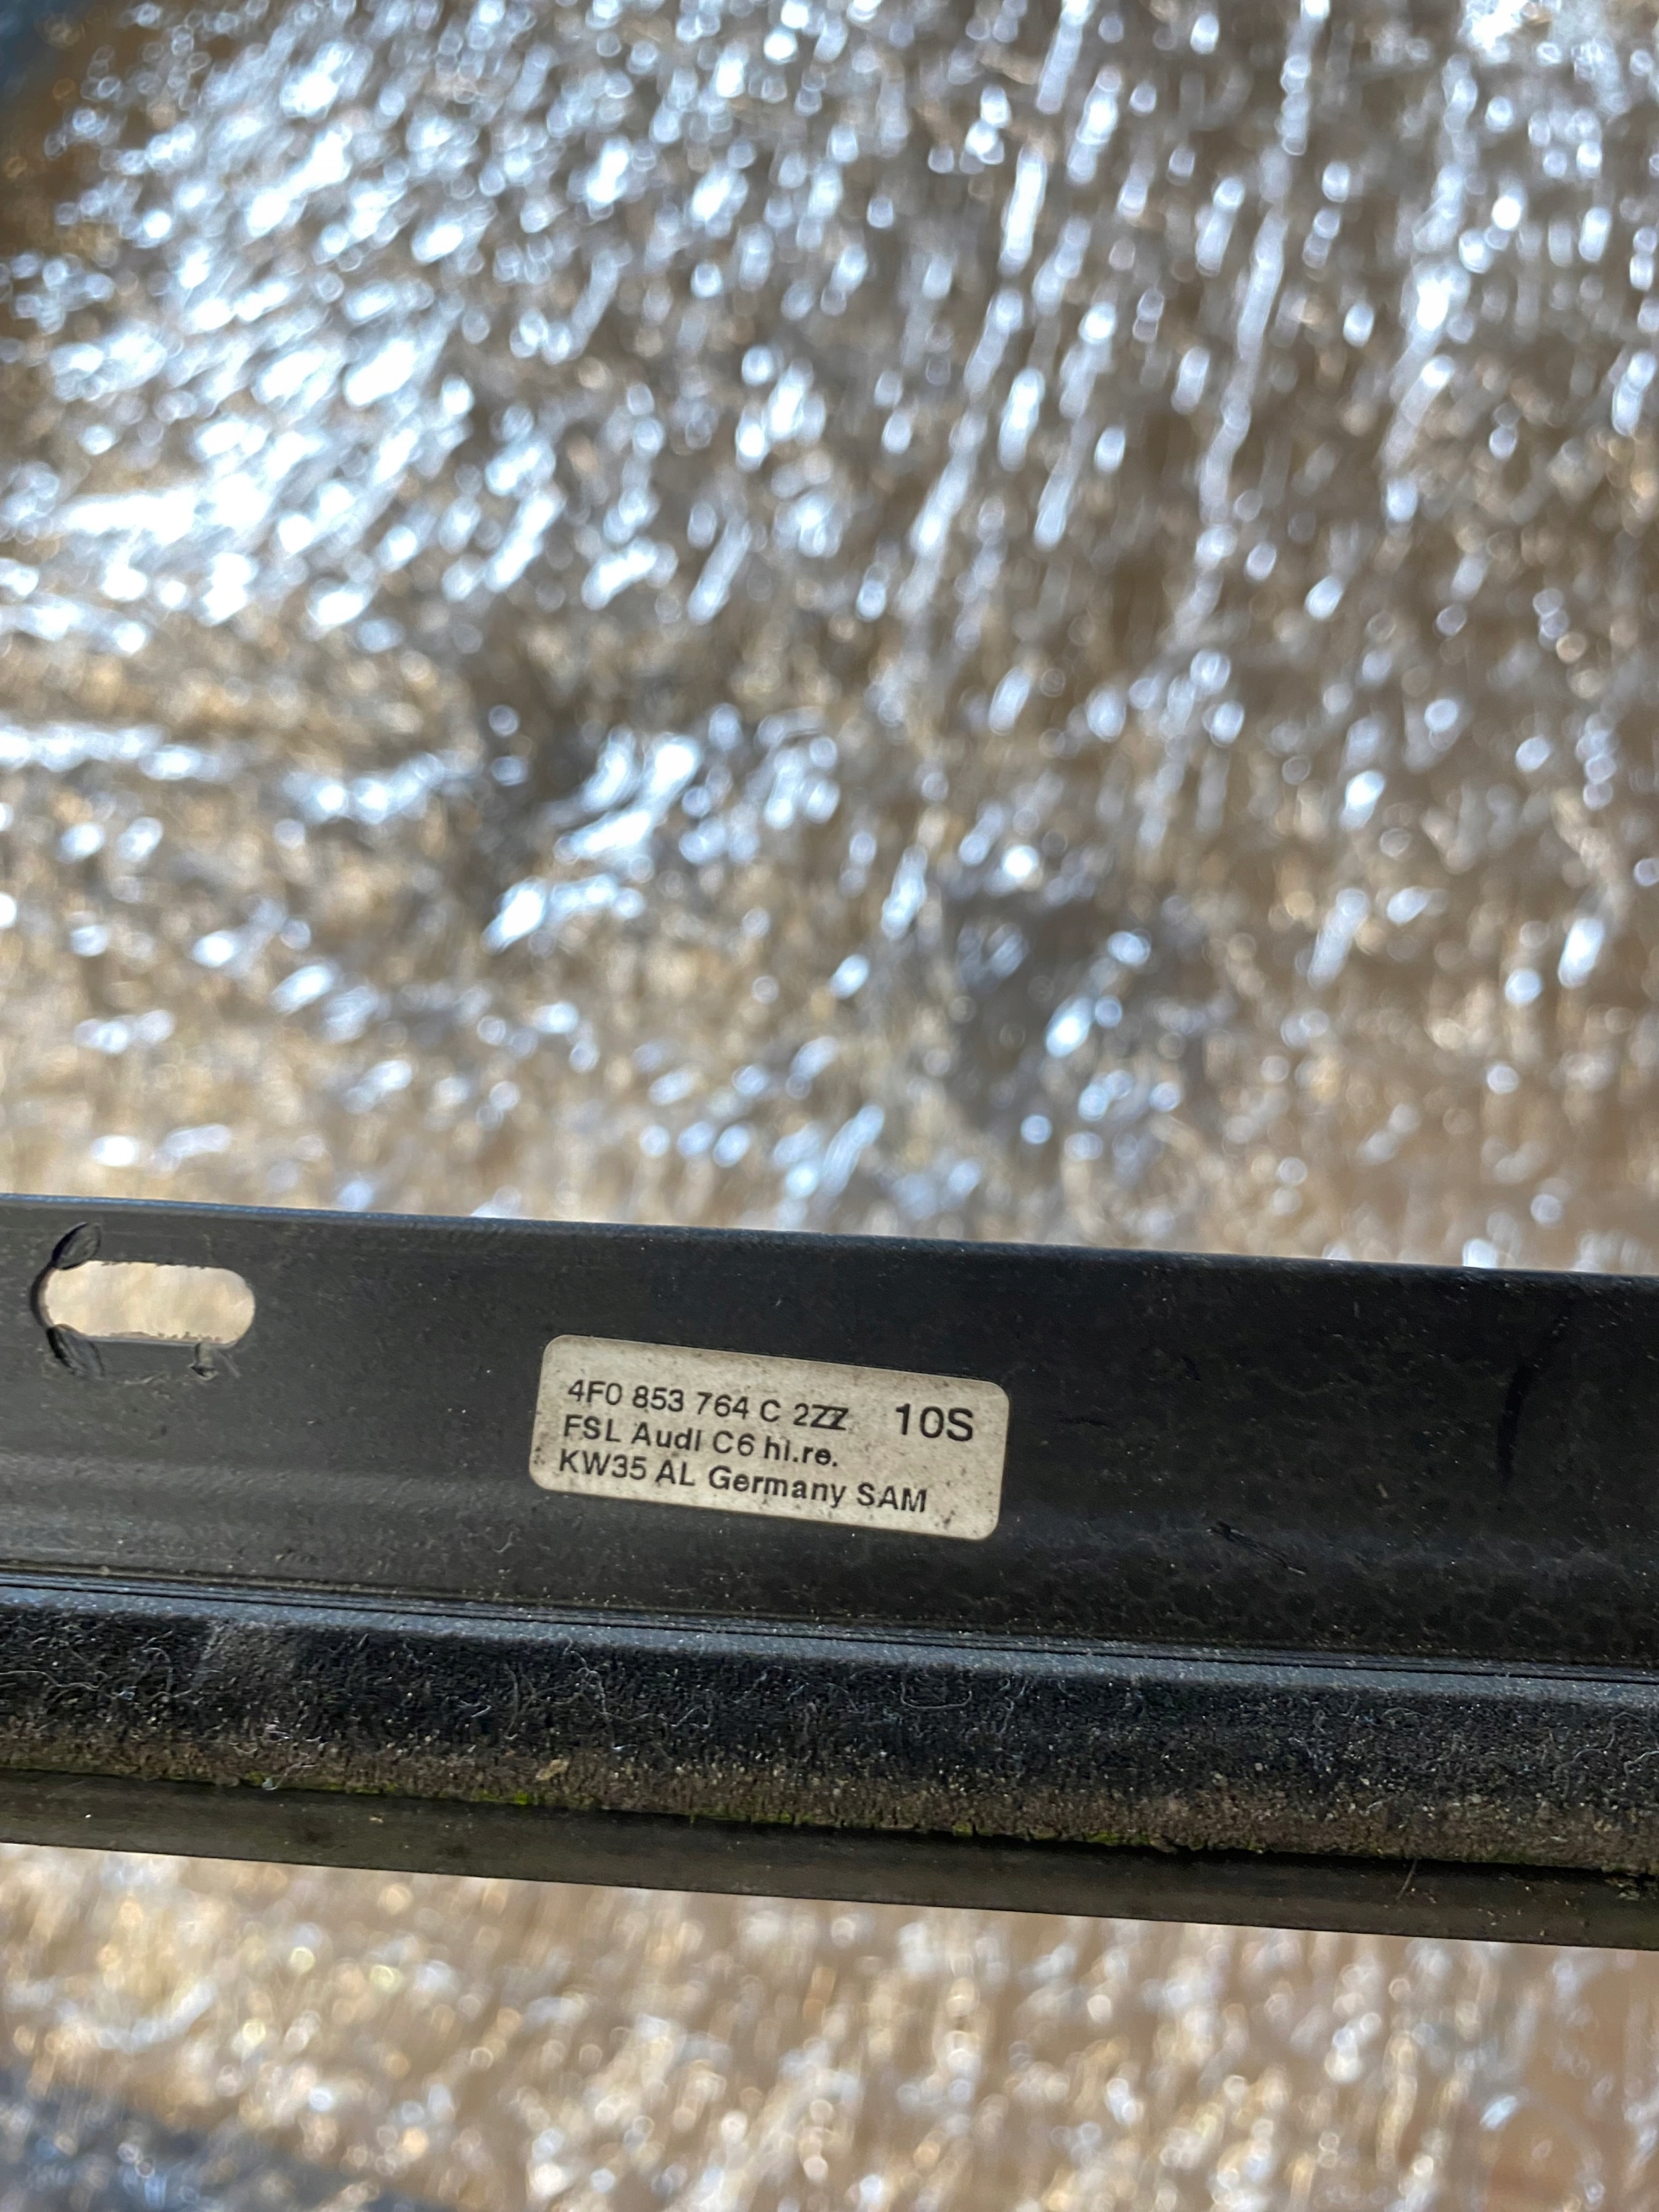 4F0 853 764 C 2ZZ 10S
FSL Audi C6 hi.re.
KW35 AL Germany SAM